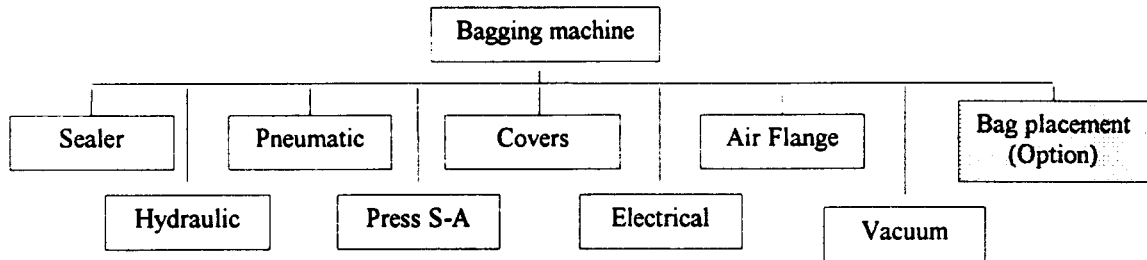 Bagging machine
Sealer
Pneumatic
Covers
Air Flange
Bag placement
(Option)
Hydraulic
Press S-A
Electrical
Vacuum